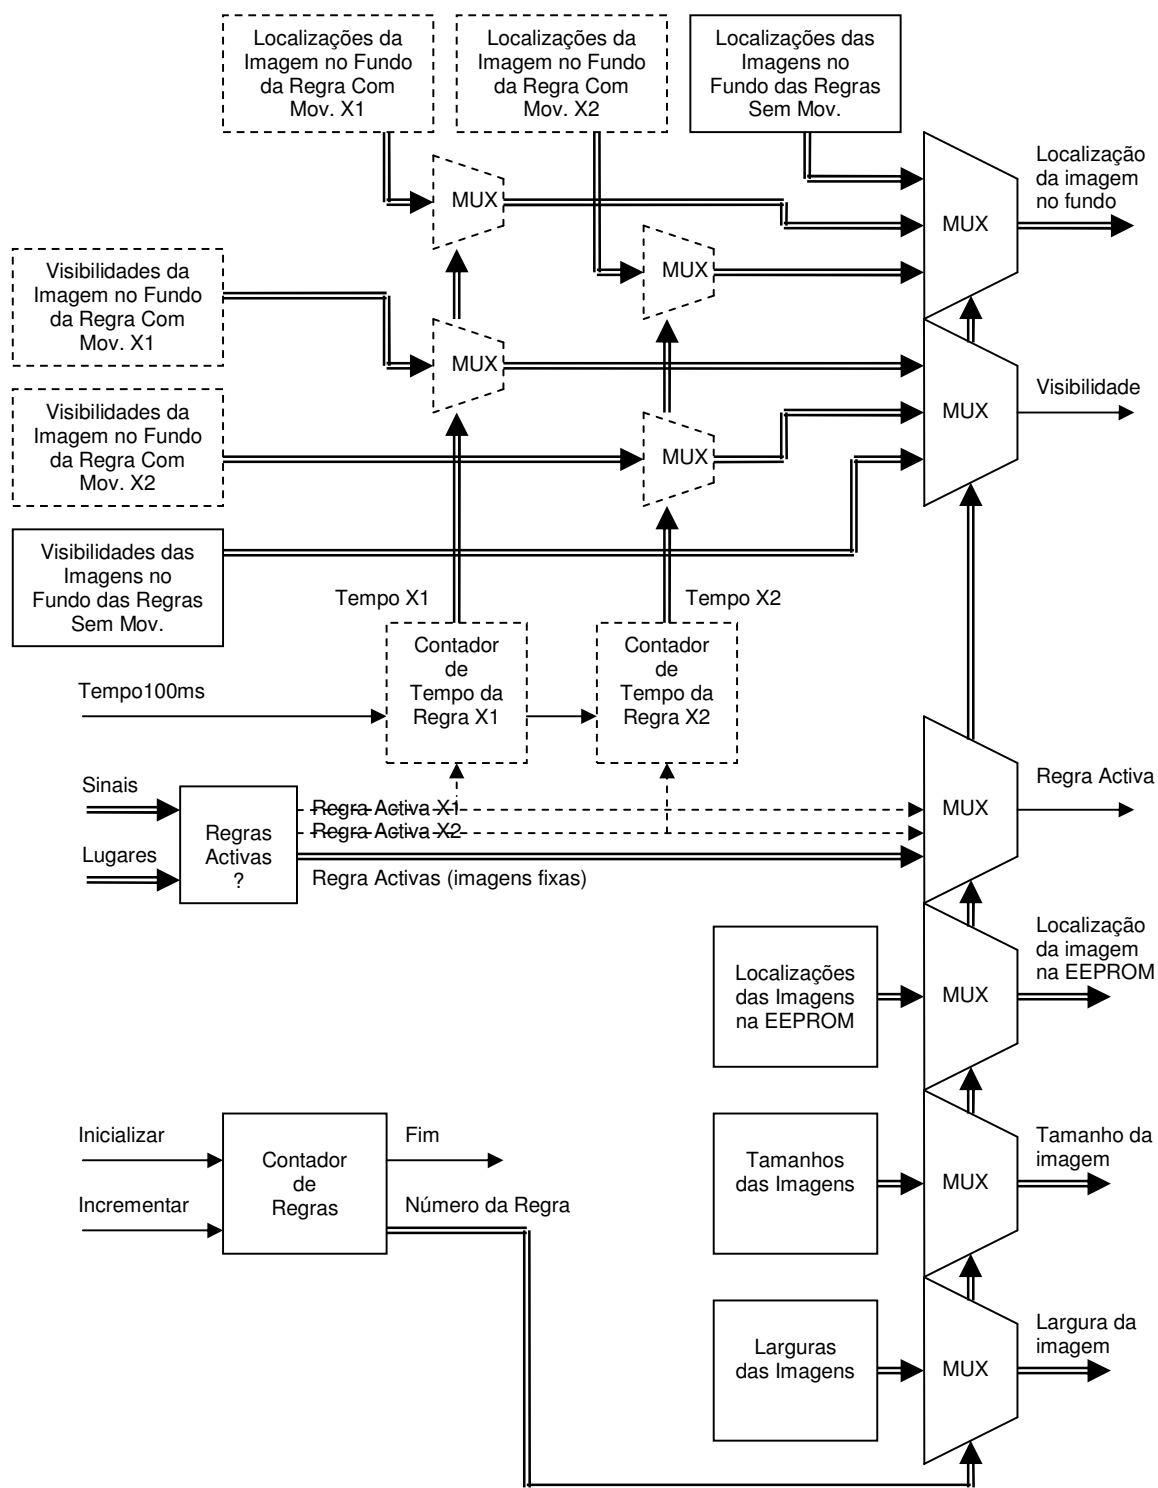 Localizações da
Imagem no Fundo
da Regra Com
Mov. X1
Localizações da
Imagem no Fundo
da Regra Com
Mov. X2
Localizações das
Imagens no
Fundo das Regras
Sem Mov.
MUX
MUX
MUX
Localização
da imagem
no fundo
Visibilidades da
Imagem no Fundo
da Regra Com
Mov. X1
MUX
Visibilidades da
Imagem no Fundo
da Regra Com
Mov. X2
MUX
MUX
Visibilidade
Visibilidades das
Imagens no
Fundo das Regras
Sem Mov.
Tempo X1
Tempo X2
Contador
de
Tempo da
Regra X1
Contador
de
Tempo da
Regra X2
Tempo100ms
Sinais
Lugares
Regras
Activas
?
Regra Activa X1
Regra Activa X2
Regra Activas (imagens fixas)
MUX
Regra Activa
Localizações
das Imagens
na EEPROM
MUX
Localização
da imagem
na EEPROM
Inicializar
Incrementar
Contador
de
Regras
Fim
Número da Regra
Tamanhos
das Imagens
MUX
Tamanho da
imagem
Larguras
das Imagens
MUX
Largura da
imagem